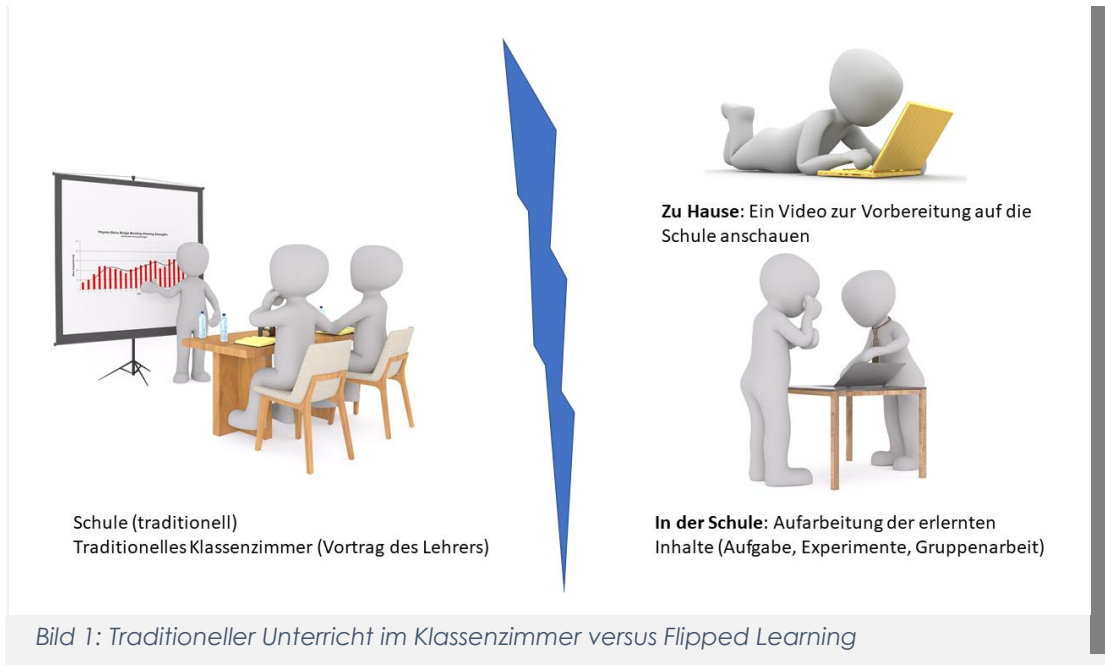 Schule (traditionell)
Traditionelles Klassenzimmer (Vortrag des Lehrers)
Zu Hause: Ein Video zur Vorbereitung auf die
Schule anschauen
In der Schule: Aufarbeitung der erlernten
Inhalte (Aufgabe, Experimente, Gruppenarbeit)
Bild 1: Traditioneller Unterricht im Klassenzimmer versus Flipped Learning